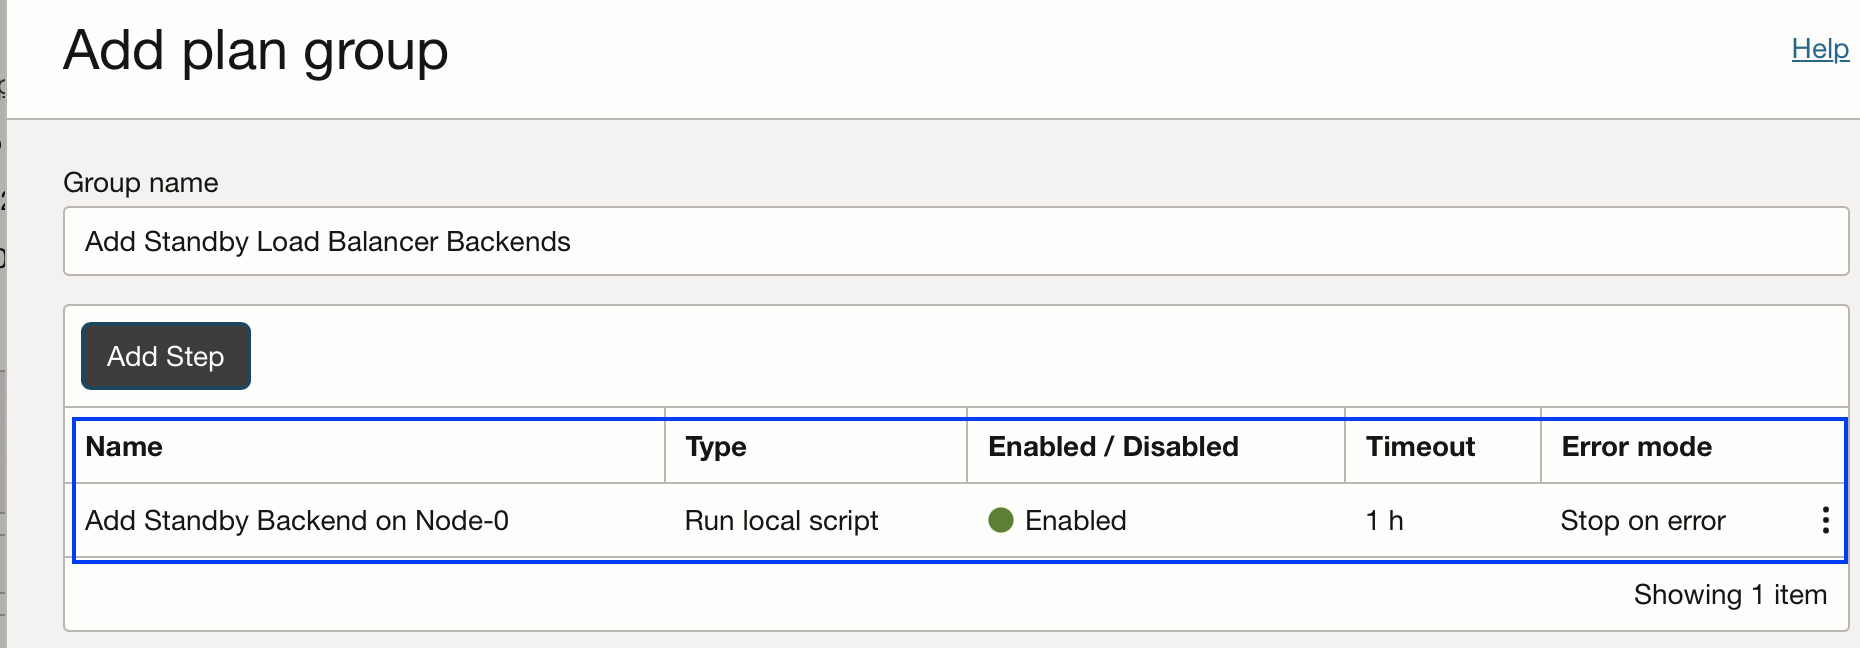 Add plan group
Help
Group name
Add Standby Load Balancer Backends
Add Step
Name Type Enabled / Disabled Timeout Error mode
Add Standby Backend on Node-0 Run local script Enabled 1 h Stop on error
Showing 1 item